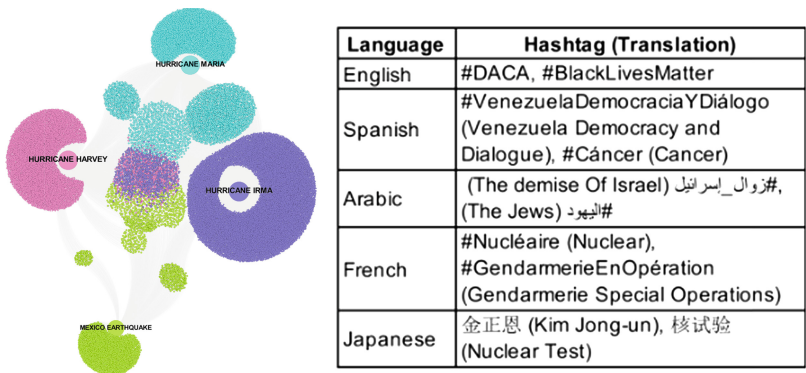 HURRICANE MARIA
HURRICANE HARVEY
HURRICANE IRMA
MEXICO EARTHQUAKE
Language Hashtag (Translation)
English #DACA, #BlackLivesMatter
Spanish #VenezuelaDemocraciaYDiálogo
(Venezuela Democracy and
Dialogue), #Cáncer (Cancer)
Arabic (The demise Of Israel) زوال_إسرائيل#,
(The Jews) اليهود#
French #Nucléaire (Nuclear),
#GendarmerieEnOpération
(Gendarmerie Special Operations)
Japanese 金正恩 (Kim Jong-un), 核试验
(Nuclear Test)